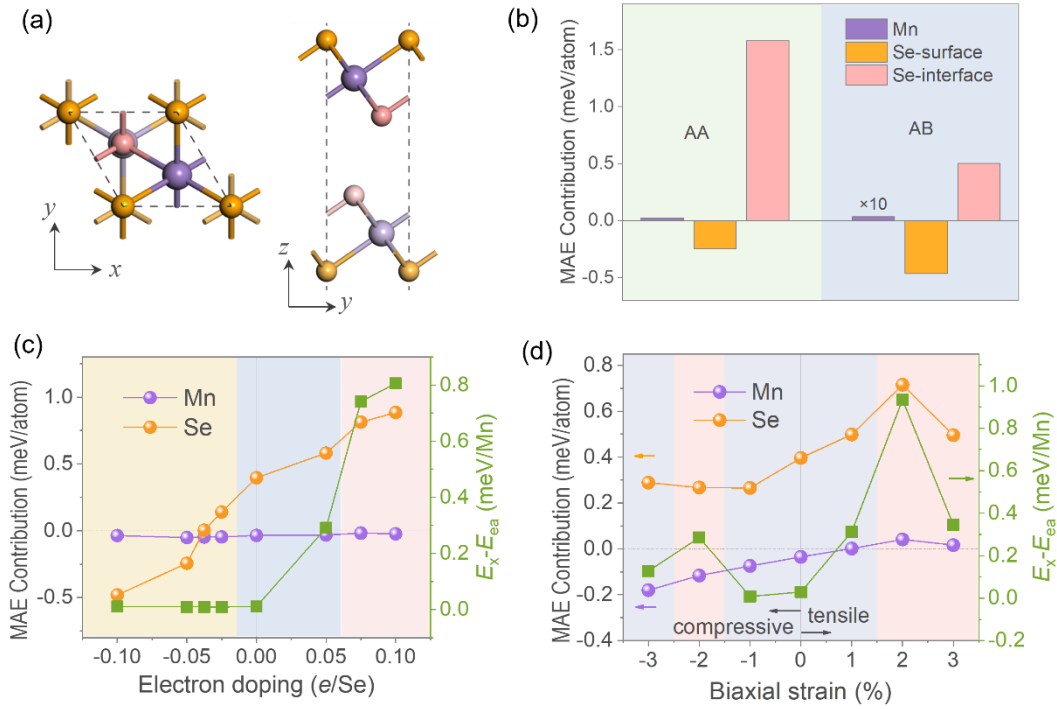 (a)
y
x
z
y
(b)
MAE Contribution (meV/atom)
1.5
1.0
0.5
0.0
-0.5
Mn
Se-surface
Se-interface
AA
AB
×10
(c)
MAE Contribution (meV/atom)
1.0
0.5
0.0
-0.5
Mn
Se
0.8
0.6
0.4
0.2
0.0
Ex-Eea (meV/Mn)
-0.10
-0.05
0.00
0.05
0.10
Electron doping (e/Se)
(d)
MAE Contribution (meV/atom)
0.8
0.6
0.4
0.2
0.0
-0.2
-0.4
Mn
Se
compressive
tensile
1.0
0.8
0.6
0.4
0.2
0.0
-0.2
Ex-Eea (meV/Mn)
-3
-2
-1
0
1
2
3
Biaxial strain (%)